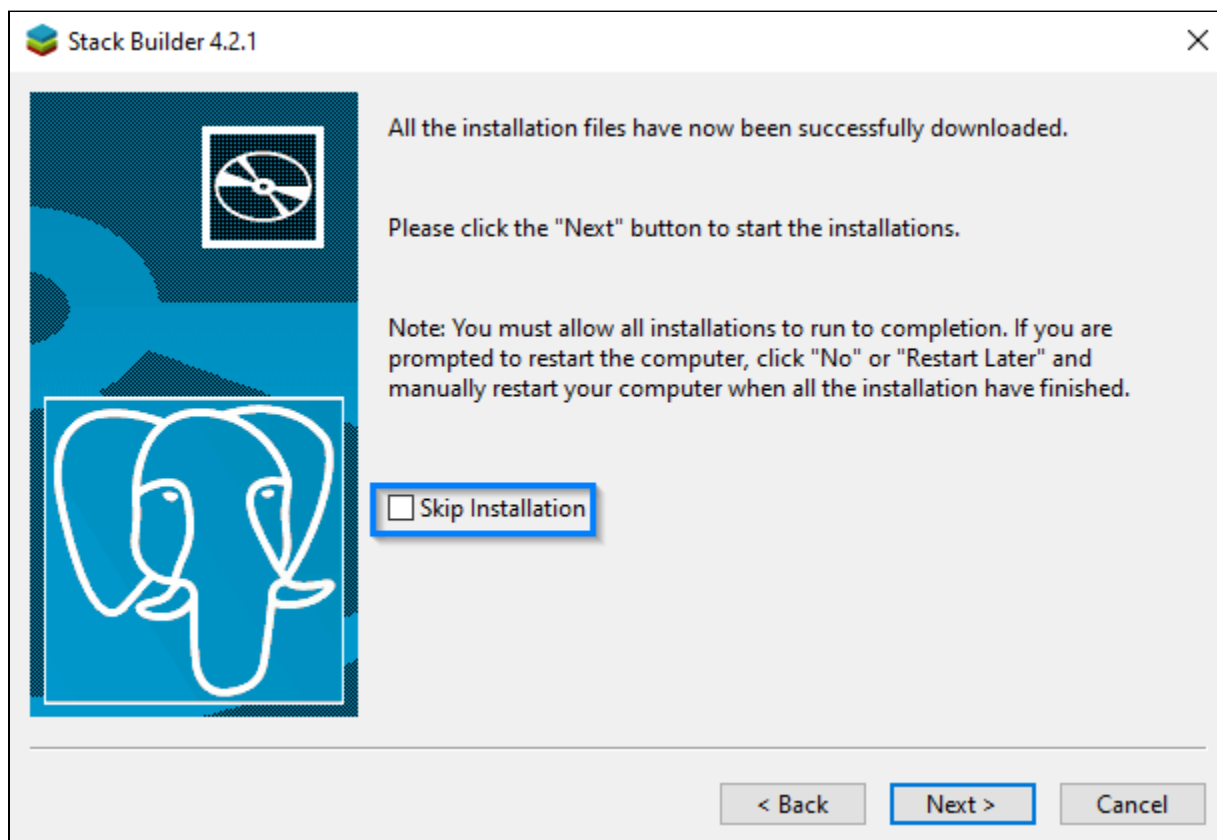 Stack Builder 4.2.1
All the installation files have now been successfully downloaded.
Please click the "Next" button to start the installations.
Note: You must allow all installations to run to completion. If you are
prompted to restart the computer, click "No" or "Restart Later" and
manually restart your computer when all the installation have finished.
Skip Installation
< Back
Next >
Cancel